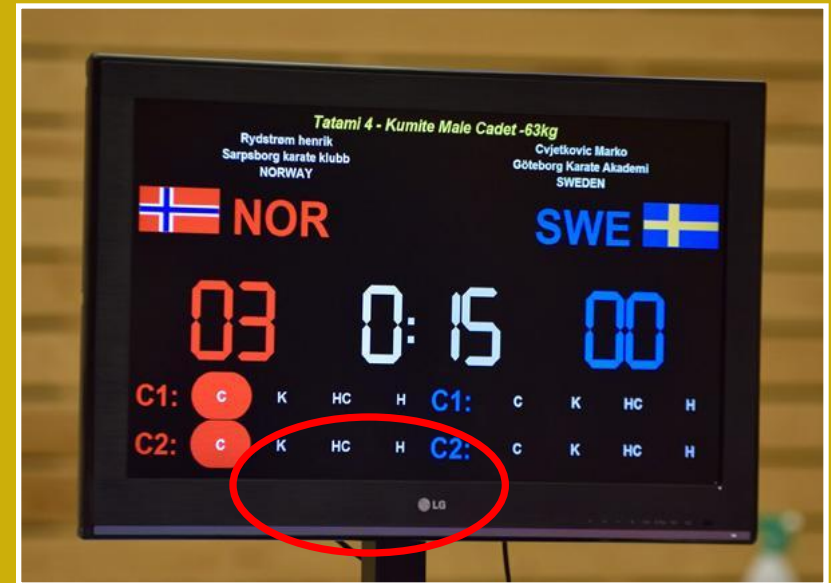 Tatami 4 - Kumite Male Cadet -63kg
Rydstrøm henrik
Sarpsborg karate klubb
NORWAY
Cvjetkovic Marko
Göteborg Karate Akademi
SWEDEN
NOR SWE
03 0:15 00
C1: C K HC H C1: C K HC H
C2: C K HC H C2: C K HC H
LG